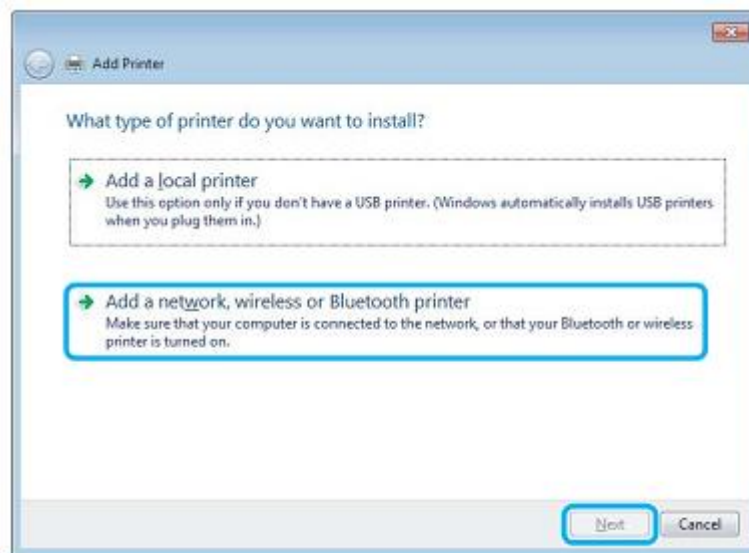 Add Printer
What type of printer do you want to install?
Add a local printer
Use this option only if you don't have a USB printer. (Windows automatically installs USB printers
when you plug them in.)
Add a network, wireless or Bluetooth printer
Make sure that your computer is connected to the network, or that your Bluetooth or wireless
printer is turned on.
Next Cancel